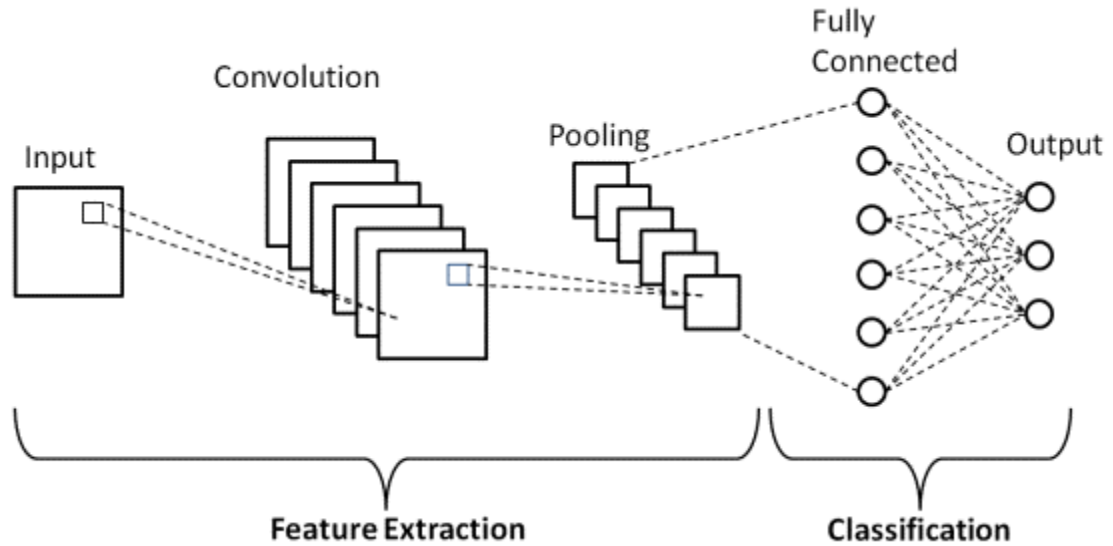 Input
Convolution
Pooling
Fully
Connected
Output
Feature Extraction
Classification